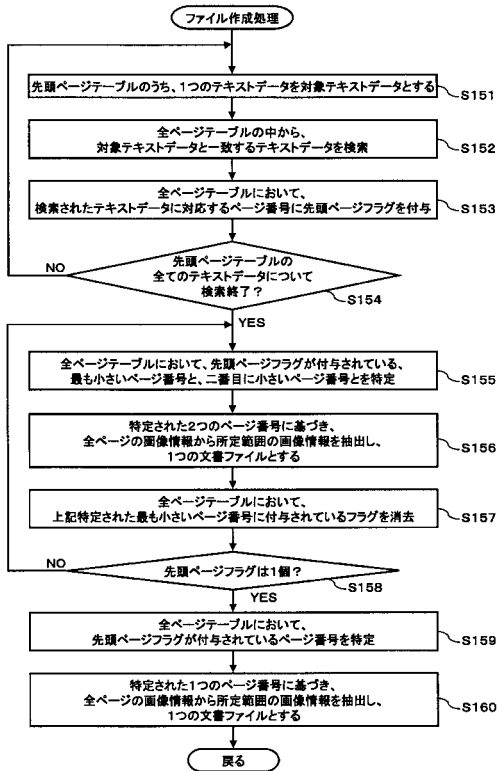 ファイル作成処理
先頭ページテーブルのうち、1つのテキストデータを対象テキストデータとする
S151
全ページテーブルの中から、
対象テキストデータと一致するテキストデータを検索
S152
全ページテーブルにおいて、
検索されたテキストデータに対応するページ番号に先頭ページフラグを付与
S153
先頭ページテーブルの
全てのテキストデータについて
検索終了？
NO
S154
YES
全ページテーブルにおいて、先頭ページフラグが付与されている、
最も小さいページ番号と、二番目に小さいページ番号とを特定
S155
特定された2つのページ番号に基づき、
全ページの画像情報から所定範囲の画像情報を抽出し、
1つの文書ファイルとする
S156
全ページテーブルにおいて、
上記特定された最も小さいページ番号に付与されているフラグを消去
S157
NO
先頭ページフラグは1個？
S158
YES
全ページテーブルにおいて、
先頭ページフラグが付与されているページ番号を特定
S159
特定された1つのページ番号に基づき、
全ページの画像情報から所定範囲の画像情報を抽出し、
1つの文書ファイルとする
S160
戻る